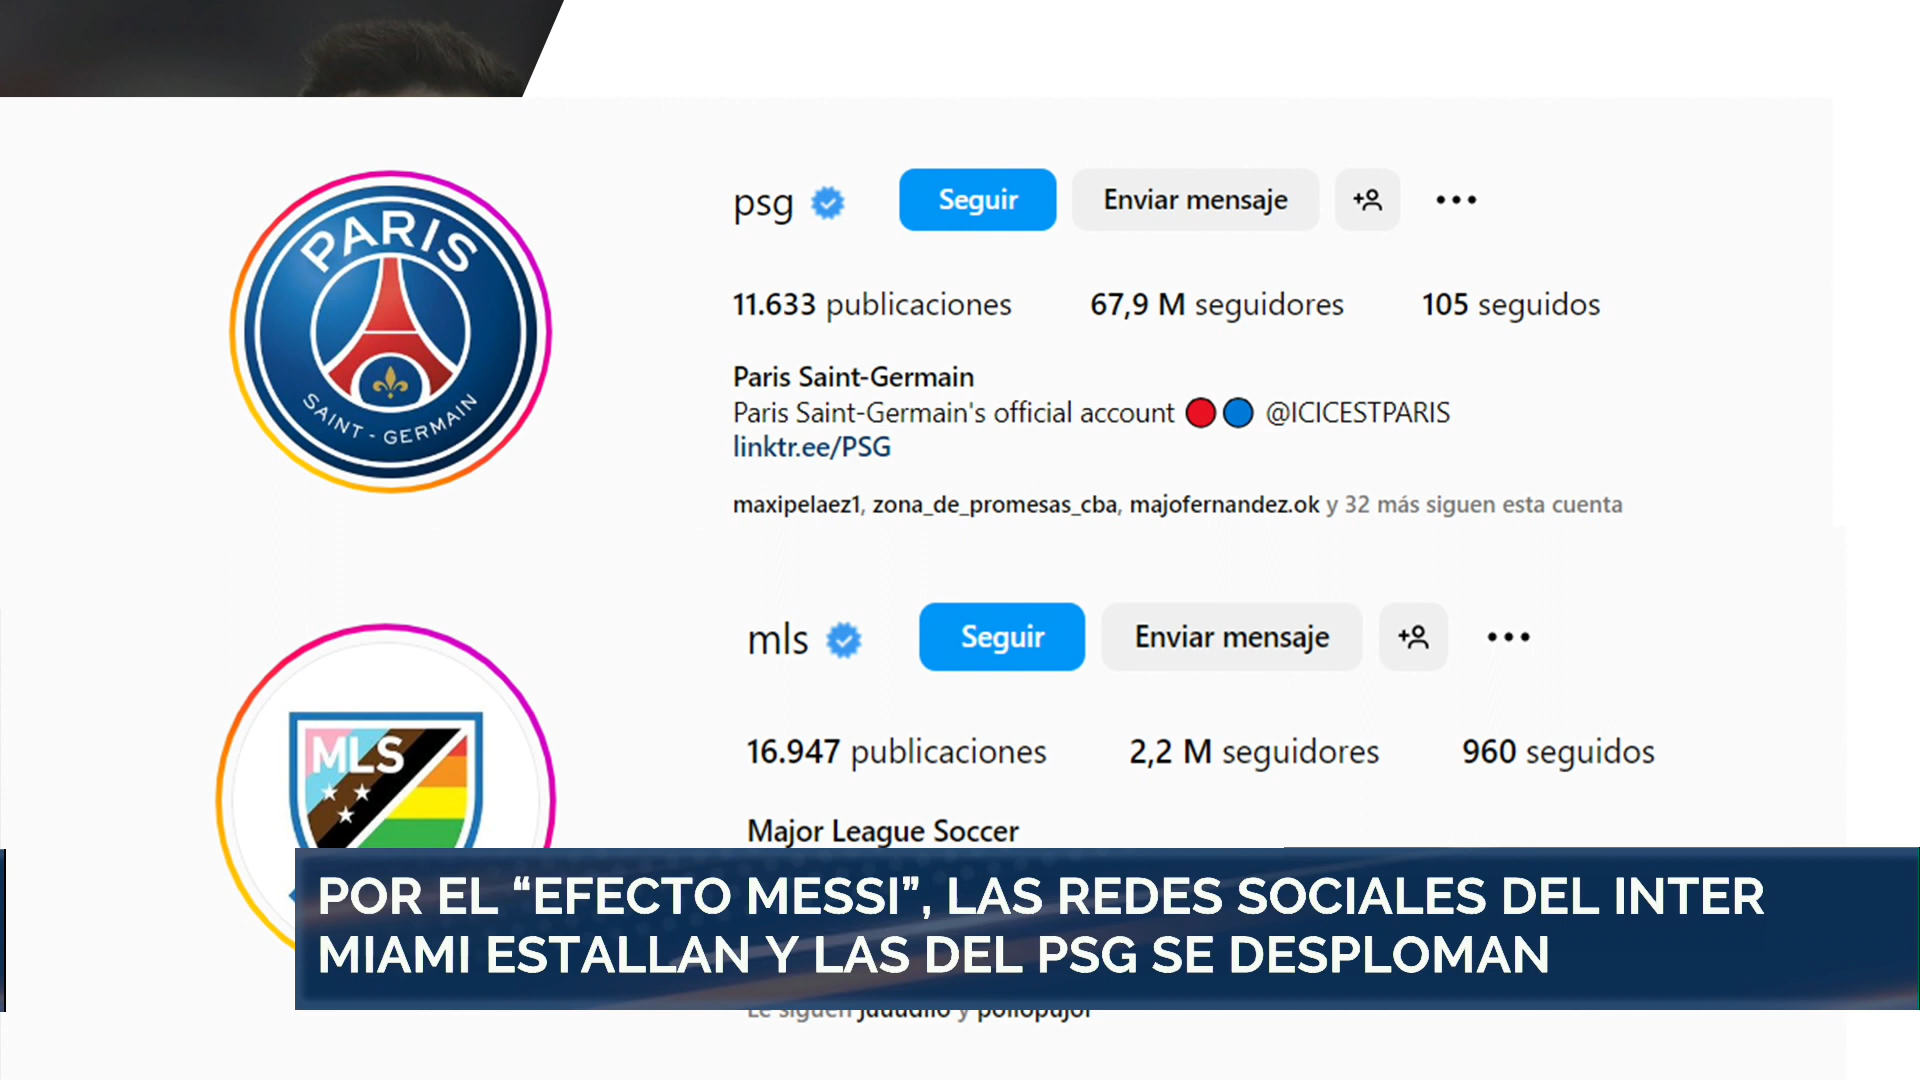 PARIS
SAINT - GERMAIN
psg
Seguir
Enviar mensaje
11.633 publicaciones
67,9 M seguidores
105 seguidos
Paris Saint-Germain
Paris Saint-Germain's official account 🔴🔵 @ICICESTPARIS
linktr.ee/PSG
maxipelaez1, zona_de_promesas_cba, majofernandez.ok y 32 más siguen esta cuenta
MLS
mls
Seguir
Enviar mensaje
16.947 publicaciones
2,2 M seguidores
960 seguidos
Major League Soccer
POR EL “EFECTO MESSI”, LAS REDES SOCIALES DEL INTER
MIAMI ESTALLAN Y LAS DEL PSG SE DESPLOMAN